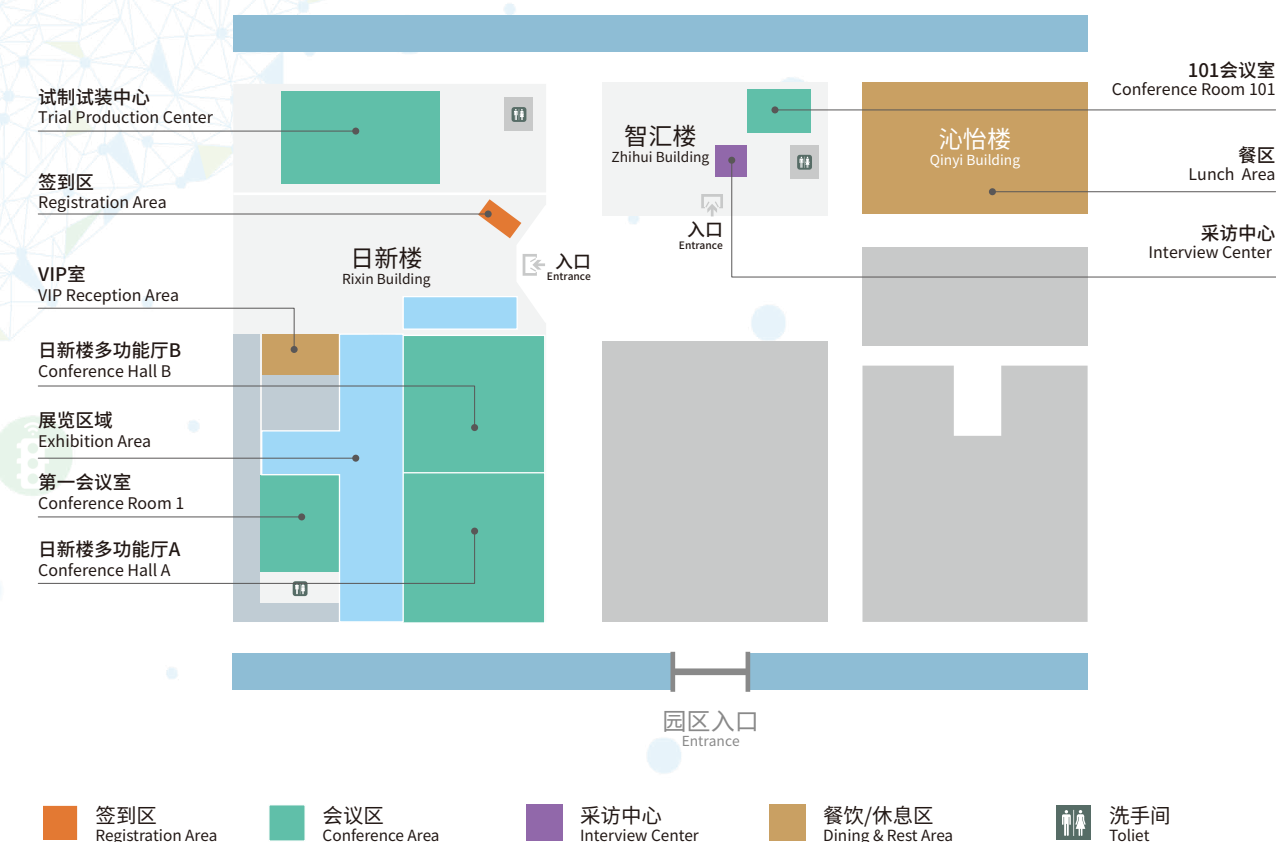 试制试装中心
Trial Production Center
签到区
Registration Area
VIP室
VIP Reception Area
日新楼多功能厅B
Conference Hall B
展览区域
Exhibition Area
第一会议室
Conference Room 1
日新楼多功能厅A
Conference Hall A
日新楼
Rixin Building
入口
Entrance
智汇楼
Zhihui Building
入口
Entrance
沁怡楼
Qinyi Building
101会议室
Conference Room 101
餐区
Lunch Area
采访中心
Interview Center
园区入口
Entrance
签到区
Registration Area
会议区
Conference Area
采访中心
Interview Center
餐饮/休息区
Dining & Rest Area
洗手间
Toliet